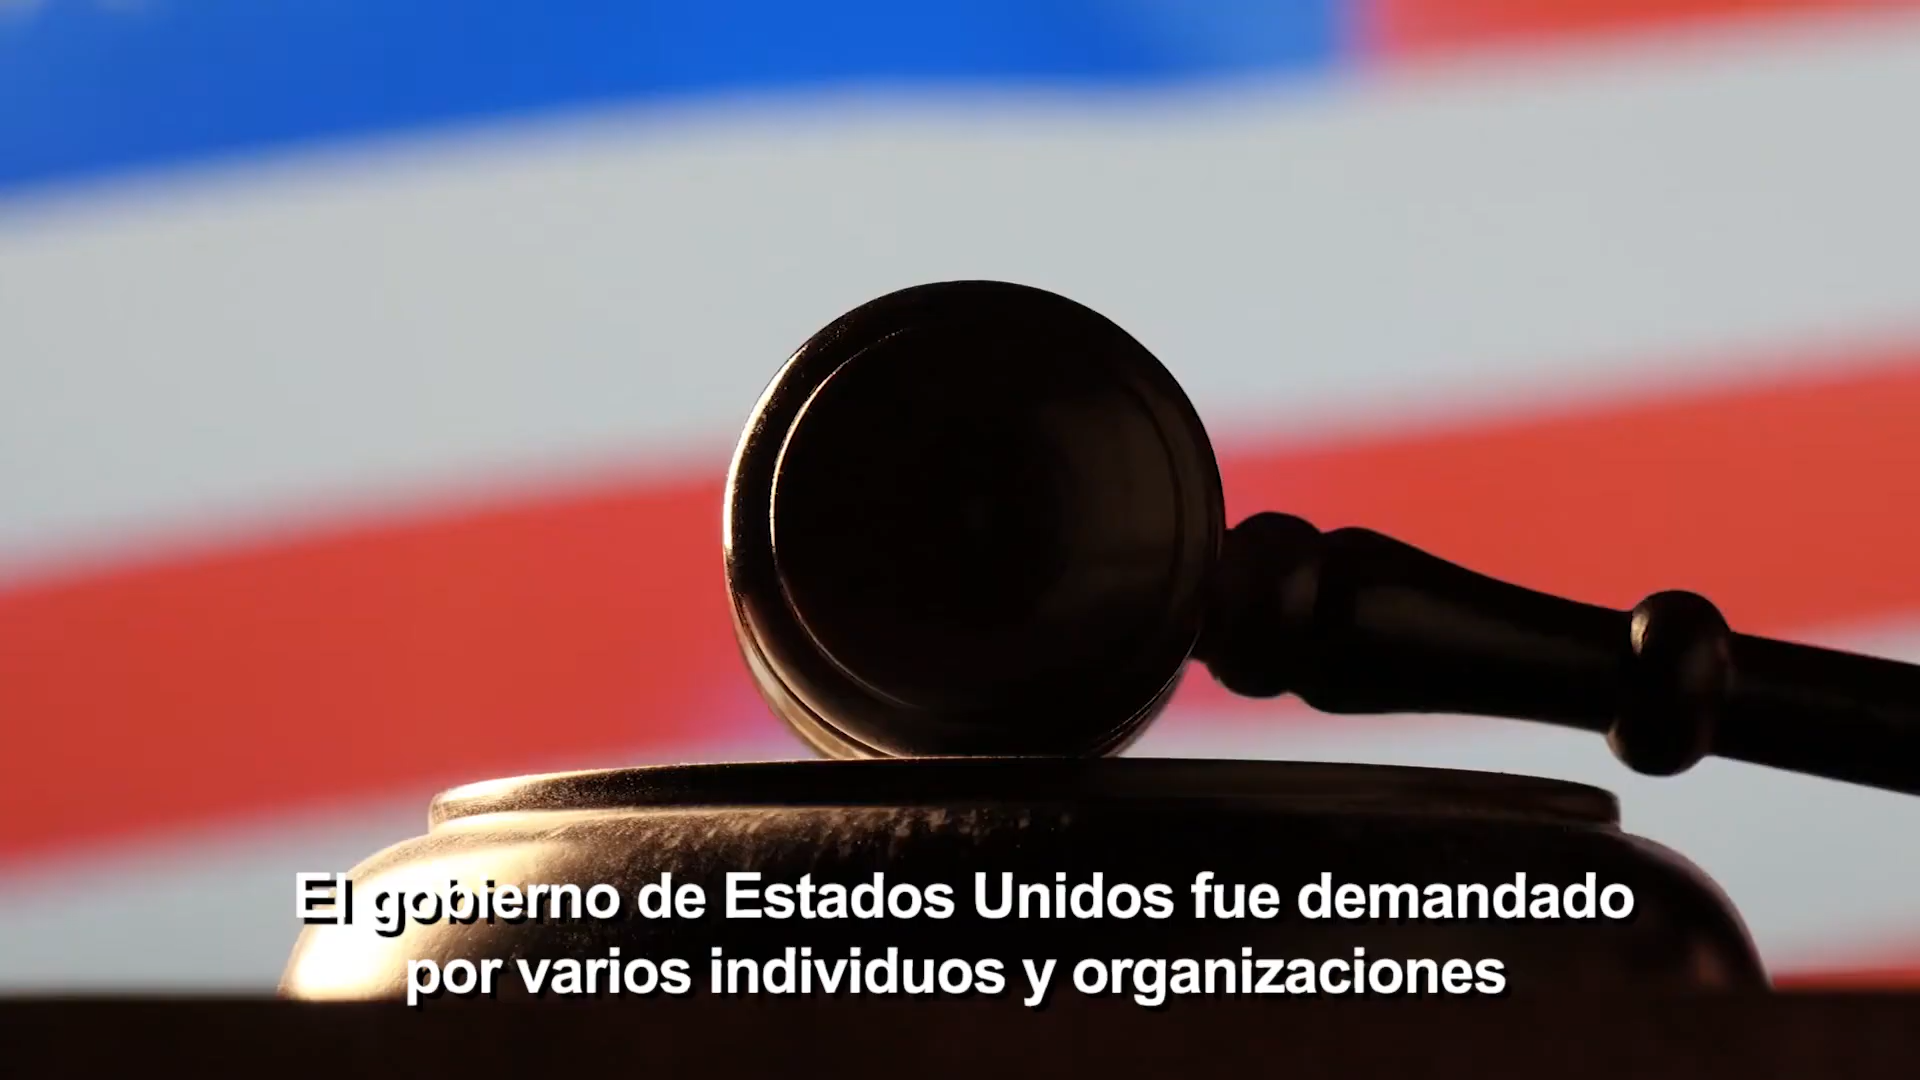 El gobierno de Estados Unidos fue demandado
por varios individuos y organizaciones